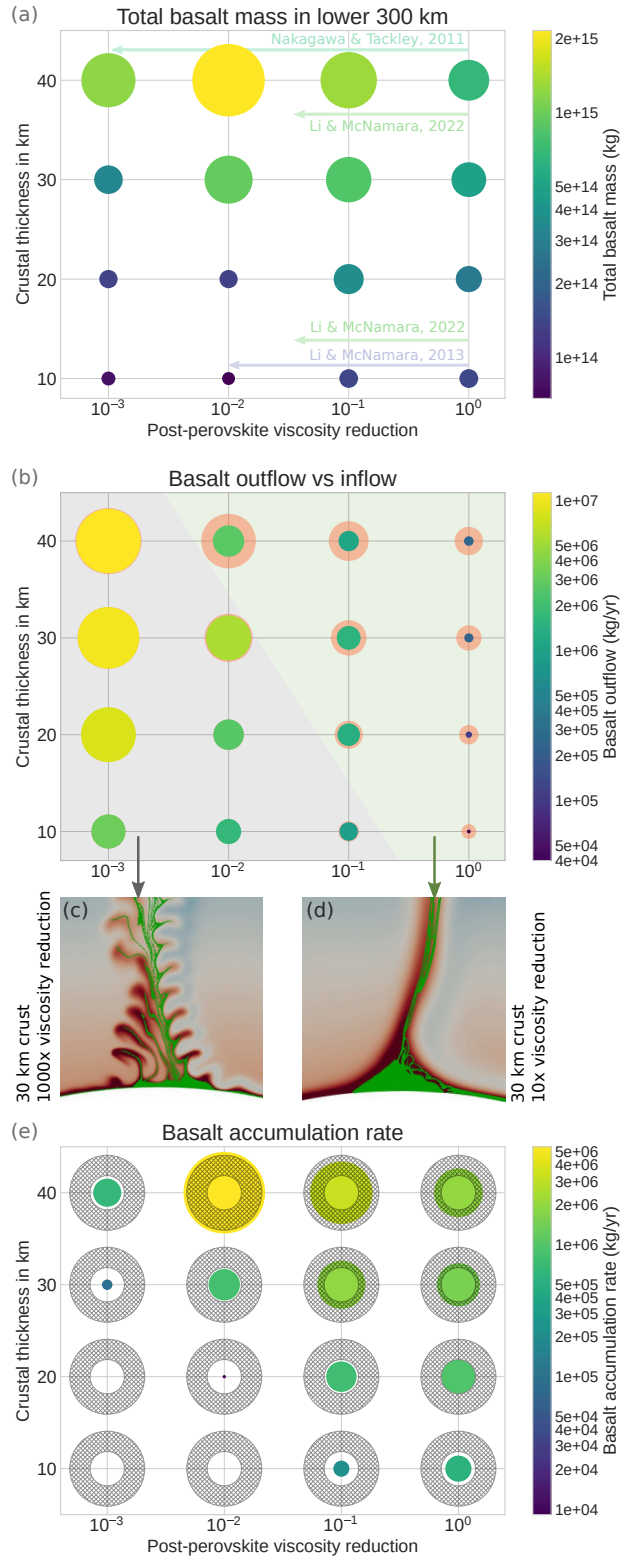 (a)
Total basalt mass in lower 300 km
Nakagawa & Tackley, 2011
Li & McNamara, 2022
Li & McNamara, 2022
Li & McNamara, 2013
40
30
20
10
Crustal thickness in km
10⁻³
10⁻²
10⁻¹
10⁰
Post-perovskite viscosity reduction
2e+15
1e+15
5e+14
4e+14
3e+14
2e+14
1e+14
Total basalt mass (kg)
(b)
Basalt outflow vs inflow
40
30
20
10
Crustal thickness in km
10⁻³
10⁻²
10⁻¹
10⁰
1e+07
5e+06
4e+06
3e+06
2e+06
1e+06
5e+05
4e+05
3e+05
2e+05
1e+05
5e+04
4e+04
Basalt outflow (kg/yr)
(c)
30 km crust
1000x viscosity reduction
(d)
30 km crust
10x viscosity reduction
(e)
Basalt accumulation rate
40
30
20
10
Crustal thickness in km
10⁻³
10⁻²
10⁻¹
10⁰
Post-perovskite viscosity reduction
5e+06
4e+06
3e+06
2e+06
1e+06
5e+05
4e+05
3e+05
2e+05
1e+05
5e+04
4e+04
3e+04
2e+04
1e+04
Basalt accumulation rate (kg/yr)